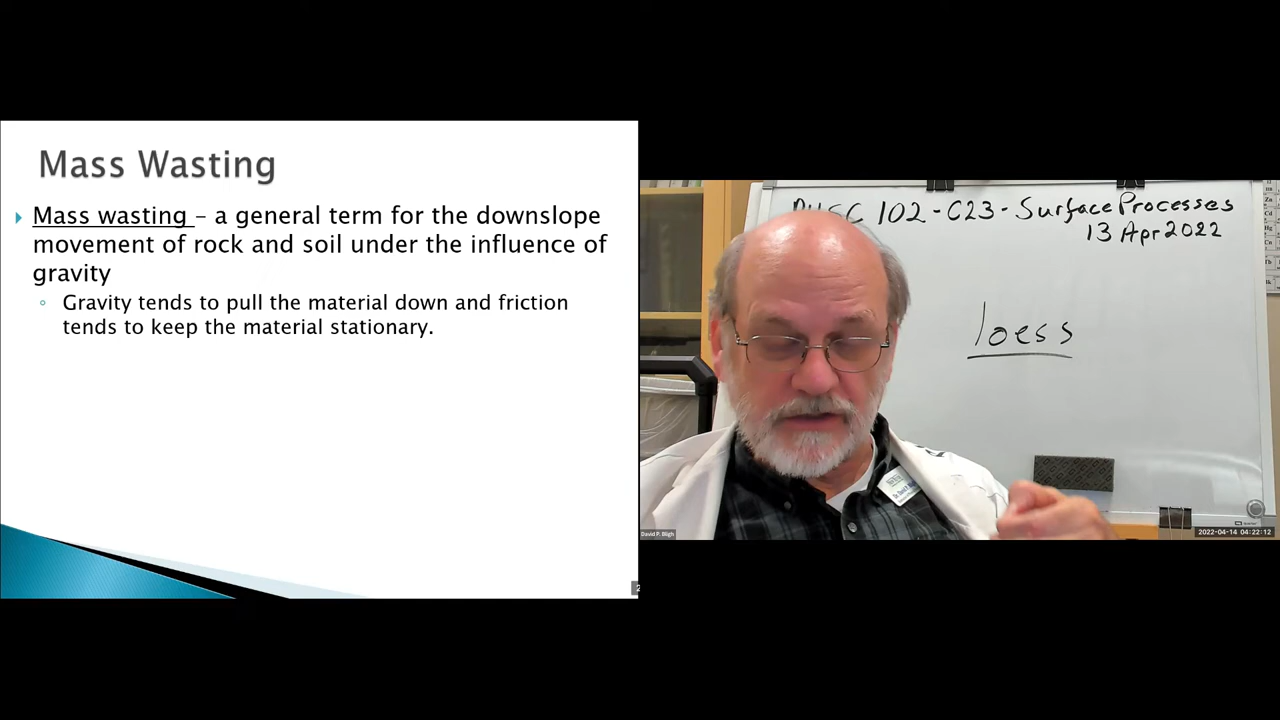 Mass Wasting
Mass wasting – a general term for the downslope
movement of rock and soil under the influence of
gravity
Gravity tends to pull the material down and friction
tends to keep the material stationary.
102 - C23 - Surface Processes
13 Apr 2022
loess
David P. Bligh
2022-04-14 04:22:12